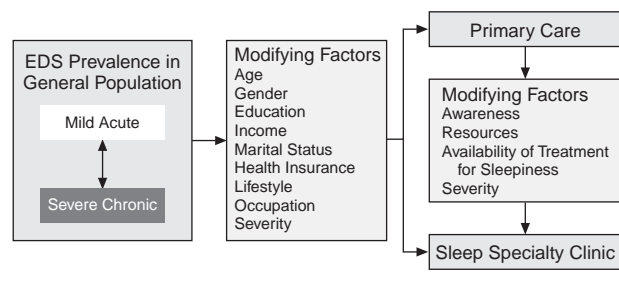 EDS Prevalence in
General Population
Mild Acute
Severe Chronic
Modifying Factors
Age
Gender
Education
Income
Marital Status
Health Insurance
Lifestyle
Occupation
Severity
Primary Care
Modifying Factors
Awareness
Resources
Availability of Treatment
for Sleepiness
Severity
Sleep Specialty Clinic